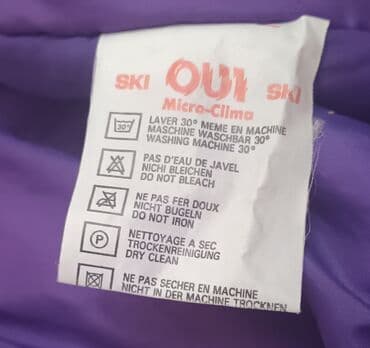 SKI OUI SKI
Micro-Clima
30°
LAVER 30° MEME EN MACHINE
MASCHINE WASCHBAR 30°
WASHING MACHINE 30°
PAS D'EAU DE JAVEL
NICHI BLEICHEN
DO NOT BLEACH
NE PAS FER DOUX
NICHT BUGELN
DO NOT IRON
P
NETTOYAGE A SEC
TROCKENREINIGUNG
DRY CLEAN
NE PAS SECHER EN MACHINE
NICHT IN DER MACHINE TROCKNEN